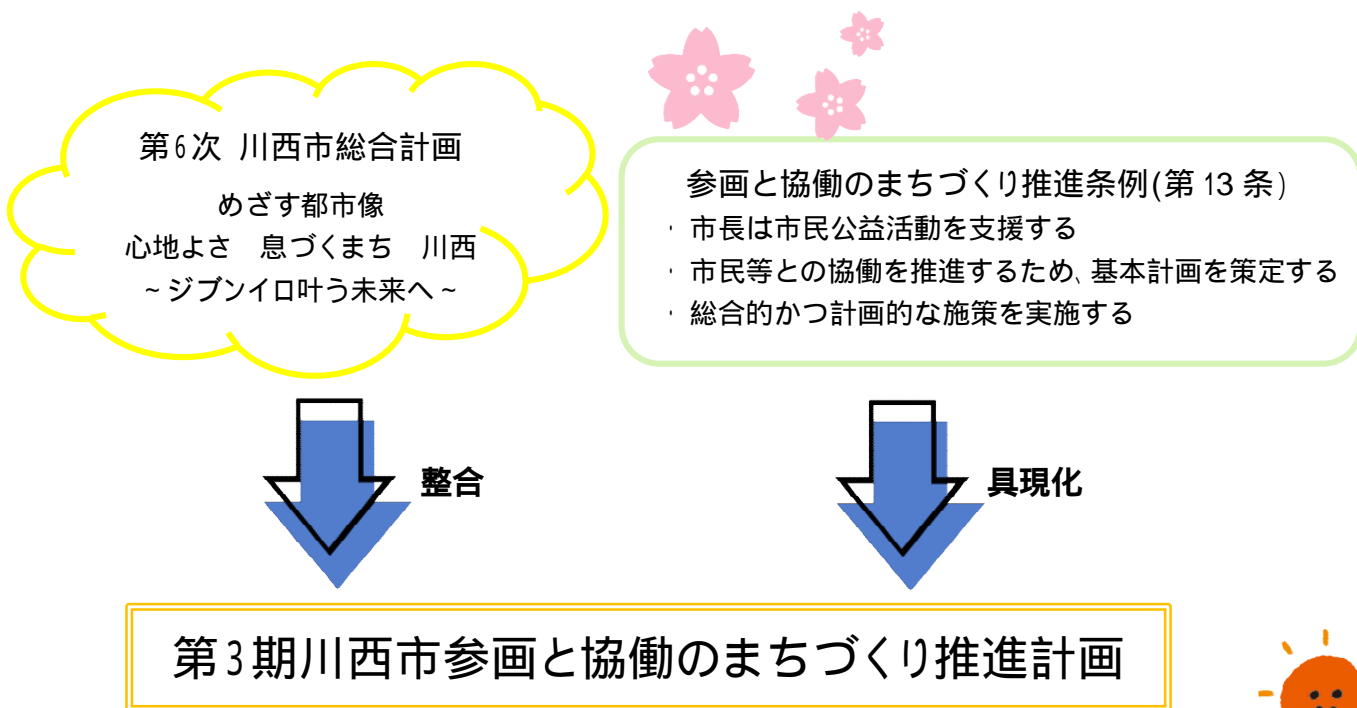 第6次 川西市総合計画
めざす都市像
心地よさ 息づくまち 川西
~ジブンイロ叶う未来へ~
参画と協働のまちづくり推進条例(第 13 条)
・ 市長は市民公益活動を支援する
・ 市民等との協働を推進するため、基本計画を策定する
・ 総合的かつ計画的な施策を実施する
整合
具現化
第3期川西市参画と協働のまちづくり推進計画